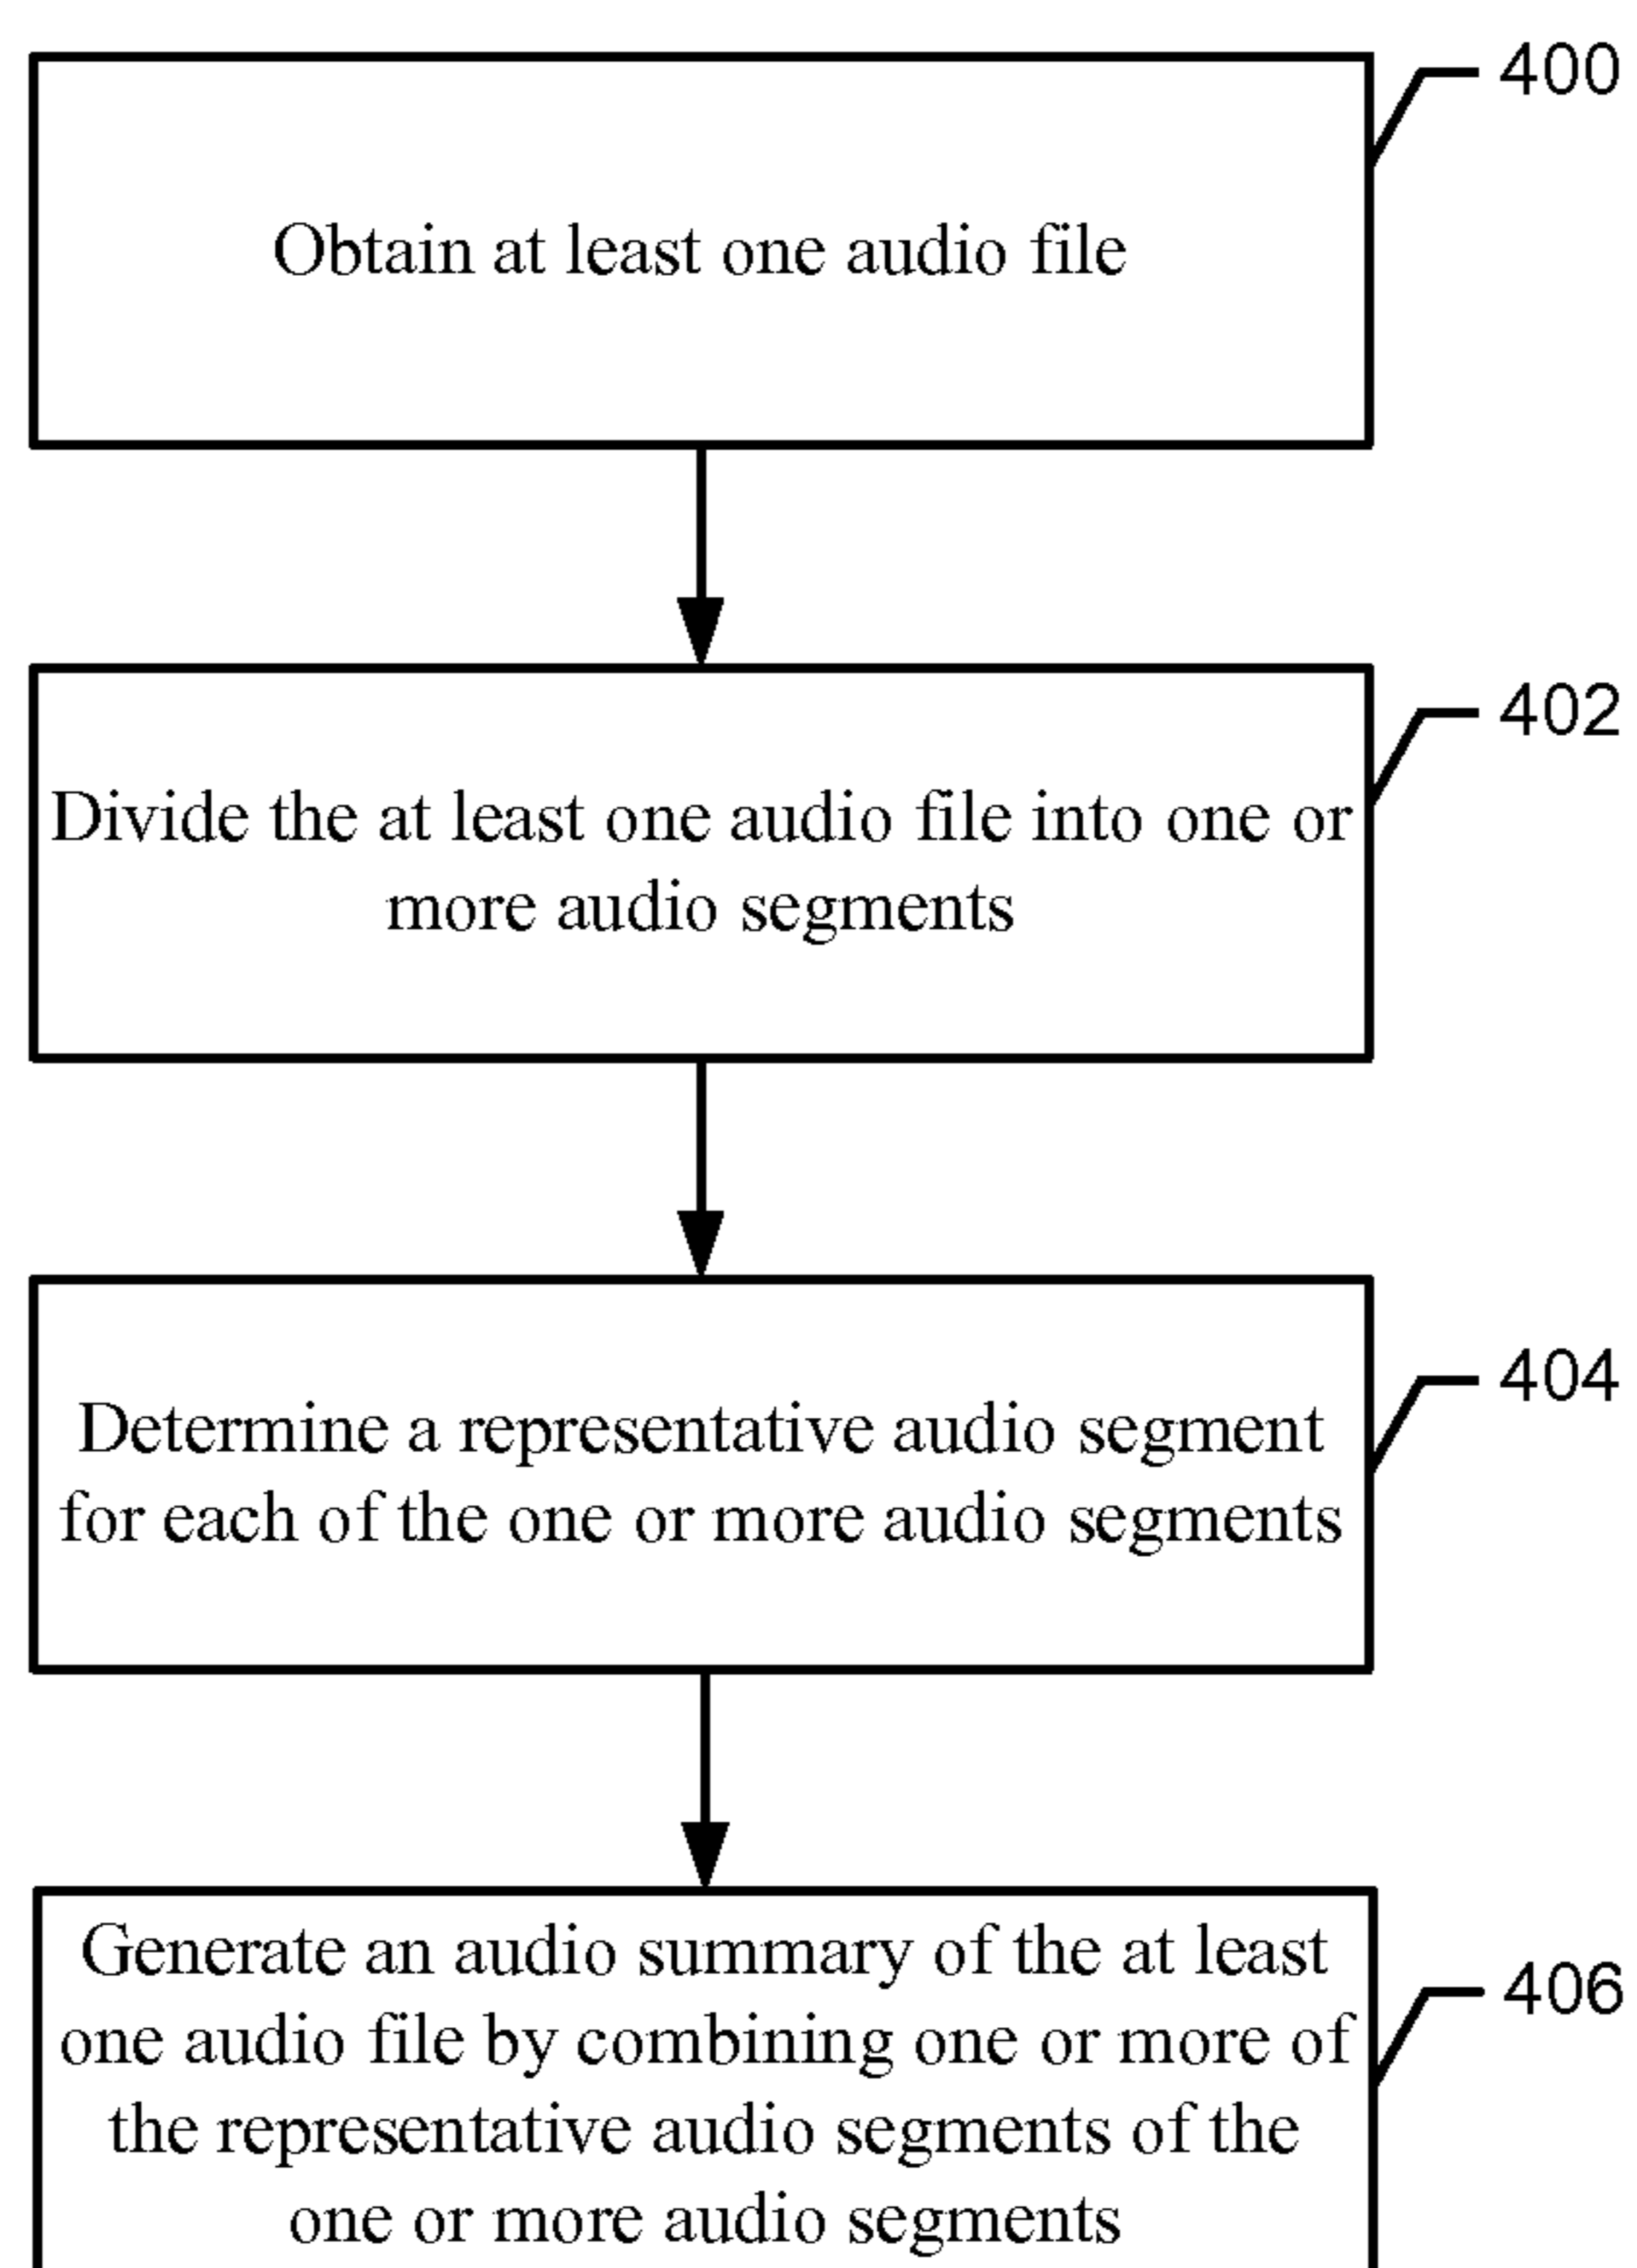 400
Obtain at least one audio file
402
Divide the at least one audio file into one or
more audio segments
404
Determine a representative audio segment
for each of the one or more audio segments
406
Generate an audio summary of the at least
one audio file by combining one or more of
the representative audio segments of the
one or more audio segments